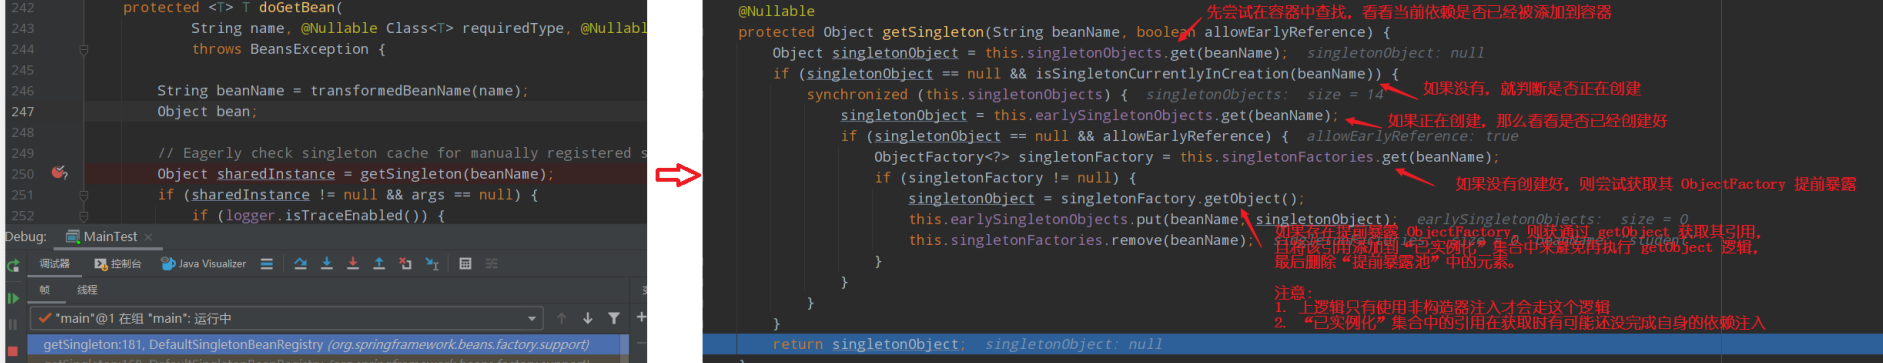 242 protected <T> T doGetBean(
243 String name, @Nullable Class<T> requiredType, @Nullabl
244 throws BeansException {
245
246 String beanName = transformedBeanName(name);
247 Object bean;
248
249 // Eagerly check singleton cache for manually registered s
250 Object sharedInstance = getSingleton(beanName);
251 if (sharedInstance != null && args == null) {
252 if (logger.isTraceEnabled()) {
Debug: MainTest ×
调试器 控制台 Java Visualizer
帧 线程
"main"@1 在组 "main": 运行中
getSingleton:181, DefaultSingletonBeanRegistry (org.springframework.beans.factory.support)
@Nullable
先尝试在容器中查找，看看当前依赖是否已经被添加到容器
protected Object getSingleton(String beanName, boolean allowEarlyReference) {
Object singletonObject = this.singletonObjects.get(beanName); singletonObject: null
if (singletonObject == null && isSingletonCurrentlyInCreation(beanName)) {
如果没有，就判断是否正在创建
synchronized (this.singletonObjects) { singletonObjects: size = 14
singletonObject = this.earlySingletonObjects.get(beanName);
如果正在创建，那么看看是否已经创建好
if (singletonObject == null && allowEarlyReference) { allowEarlyReference: true
ObjectFactory<?> singletonFactory = this.singletonFactories.get(beanName);
if (singletonFactory != null) {
如果没有创建好，则尝试获取其 ObjectFactory 提前暴露
singletonObject = singletonFactory.getObject();
this.earlySingletonObjects.put(beanName, singletonObject); earlySingletonObjects: size = 0
如果存在提前暴露 ObjectFactory，则获通过 getObject 获取其引用，
this.singletonFactories.remove(beanName);
且将该引用添加到“已实例化”集合中来避免再执行 getObject 逻辑，
最后删除“提前暴露池”中的元素。
}
}
注意：
}
1. 上逻辑只有使用非构造器注入才会走这个逻辑
}
2. “已实例化”集合中的引用在获取时有可能还没完成自身的依赖注入
return singletonObject; singletonObject: null